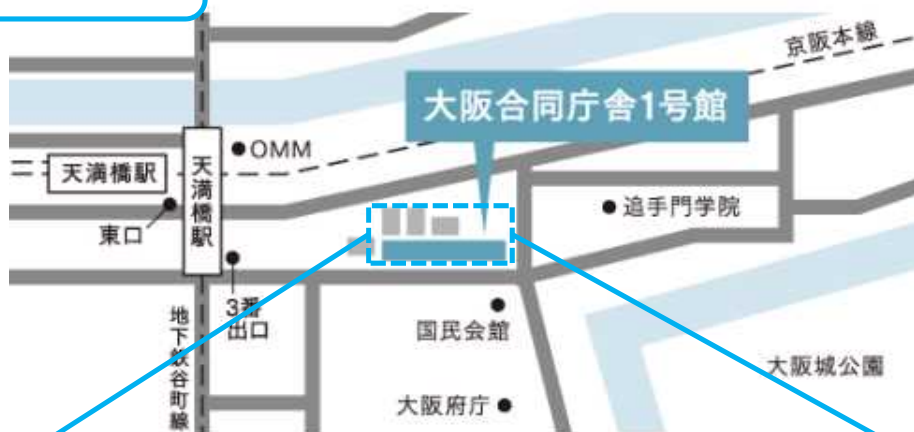 京阪本線
大阪合同庁舎1号館
OMM
天満橋駅
天満橋駅
追手門学院
東口
3番
出口
国民会館
地下鉄谷町線
大阪城公園
大阪府庁